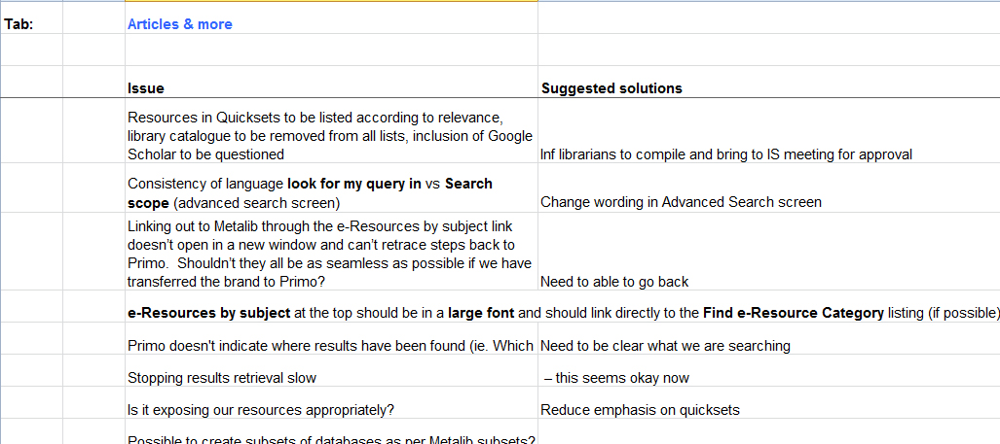 Tab: Articles & more
Issue Suggested solutions
Resources in Quicksets to be listed according to relevance,
library catalogue to be removed from all lists, inclusion of Google
Scholar to be questioned Inf librarians to compile and bring to IS meeting for approval
Consistency of language look for my query in vs Search
scope (advanced search screen) Change wording in Advanced Search screen
Linking out to Metalib through the e-Resources by subject link
doesn't open in a new window and can't retrace steps back to
Primo. Shouldn't they all be as seamless as possible if we have
transferred the brand to Primo? Need to able to go back
e-Resources by subject at the top should be in a large font and should link directly to the Find e-Resource Category listing (if possible)
Primo doesn't indicate where results have been found (ie. Which Need to be clear what we are searching
Stopping results retrieval slow – this seems okay now
Is it exposing our resources appropriately? Reduce emphasis on quicksets
Possible to create subsets of databases as per Metalib subsets?